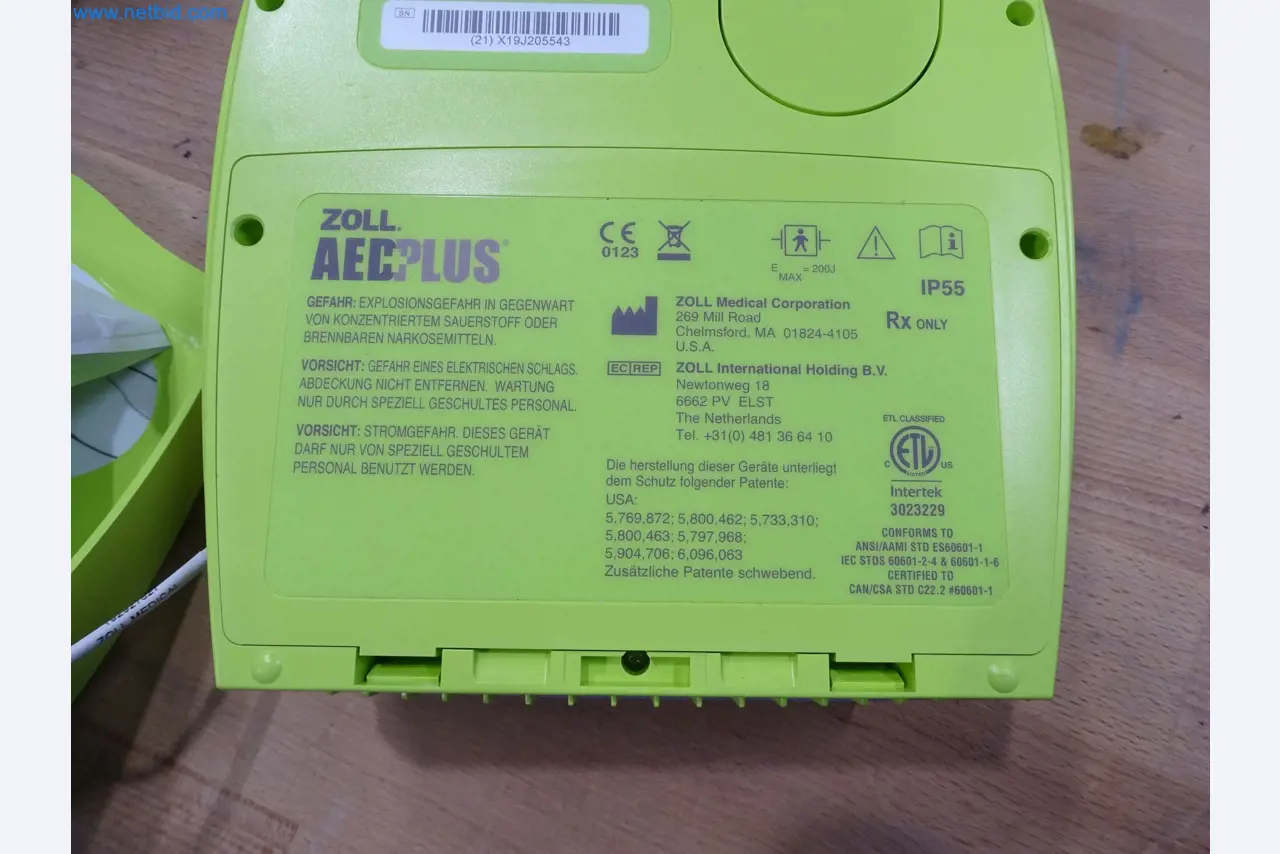 www.netbid.com
SN
(21) X19J205543
ZOLL®
AEDPLUS®
GEFAHR: EXPLOSIONSGEFAHR IN GEGENWART
VON KONZENTRIERTEM SAUERSTOFF ODER
BRENNBAREN NARKOSEMITTELN.
VORSICHT: GEFAHR EINES ELEKTRISCHEN SCHLAGS.
ABDECKUNG NICHT ENTFERNEN. WARTUNG
NUR DURCH SPEZIELL GESCHULTES PERSONAL.
VORSICHT: STROMGEFAHR. DIESES GERÄT
DARF NUR VON SPEZIELL GESCHULTEM
PERSONAL BENUTZT WERDEN.
CE
0123
E MAX = 200J
IP55
Rx ONLY
ZOLL Medical Corporation
269 Mill Road
Chelmsford, MA 01824-4105
U.S.A.
EC REP
ZOLL International Holding B.V.
Newtonweg 18
6662 PV ELST
The Netherlands
Tel. +31(0) 481 36 64 10
Die herstellung dieser Geräte unterliegt
dem Schutz folgender Patente:
USA:
5,769,872; 5,800,462; 5,733,310;
5,800,463; 5,797,968;
5,904,706; 6,096,063
Zusätzliche Patente schwebend.
ETL CLASSIFIED
C ETL US
Intertek
3023229
CONFORMS TO
ANSI/AAMI STD ES60601-1
IEC STDS 60601-2-4 & 60601-1-6
CERTIFIED TO
CAN/CSA STD C22.2 #60601-1
ZOLL MEDICAL